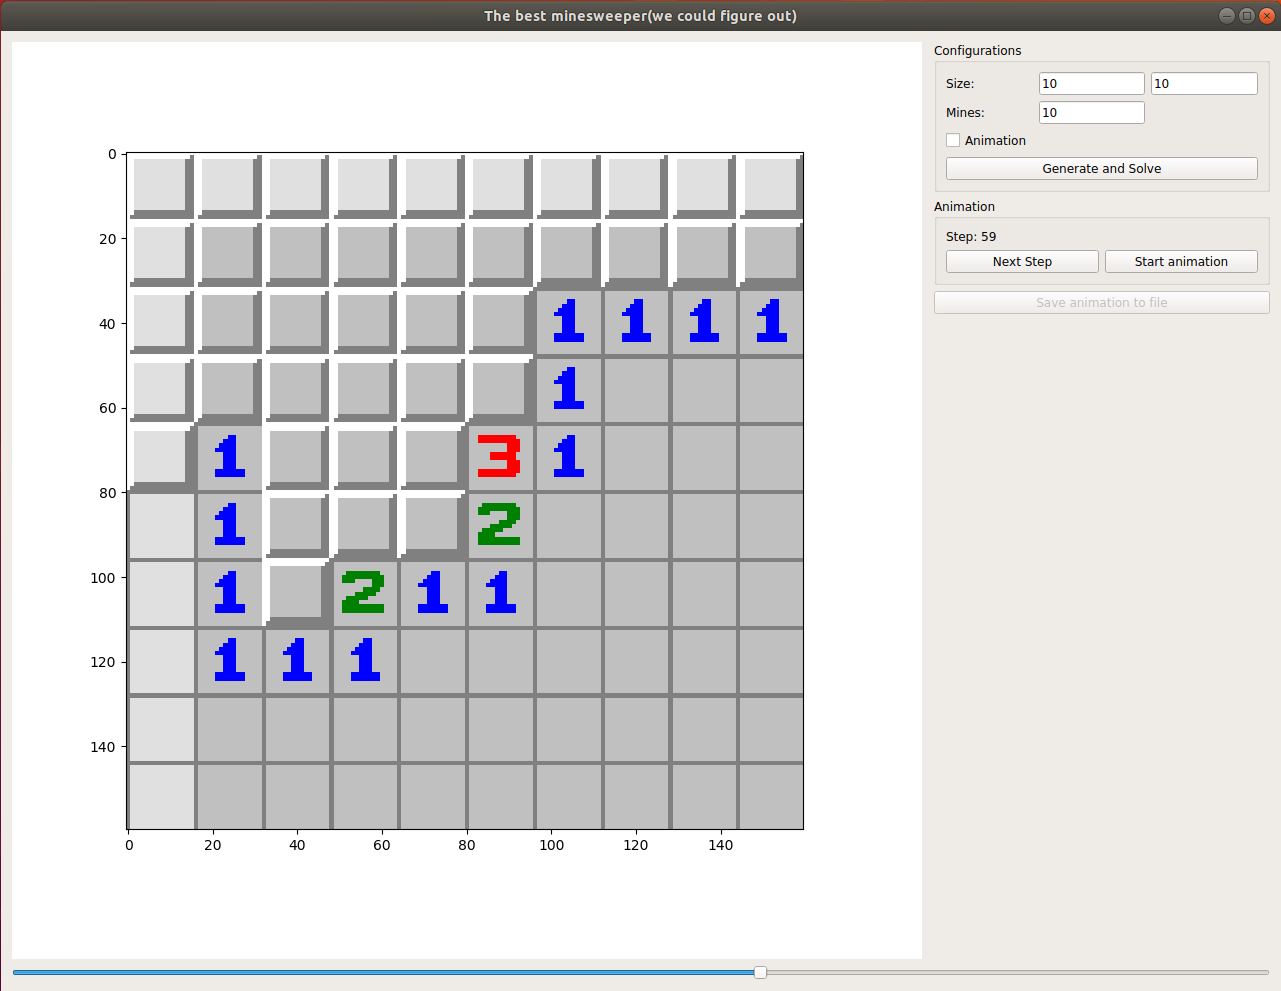 The best minesweeper(we could figure out)
Configurations
Size: 10 10
Mines: 10
Animation
Generate and Solve
Animation
Step: 59
Next Step Start animation
Save animation to file
0
20
40 1 1 1 1
1
60
1 3 1
80
1 2
100 1 2 1 1
120 1 1 1
140
0 20 40 60 80 100 120 140